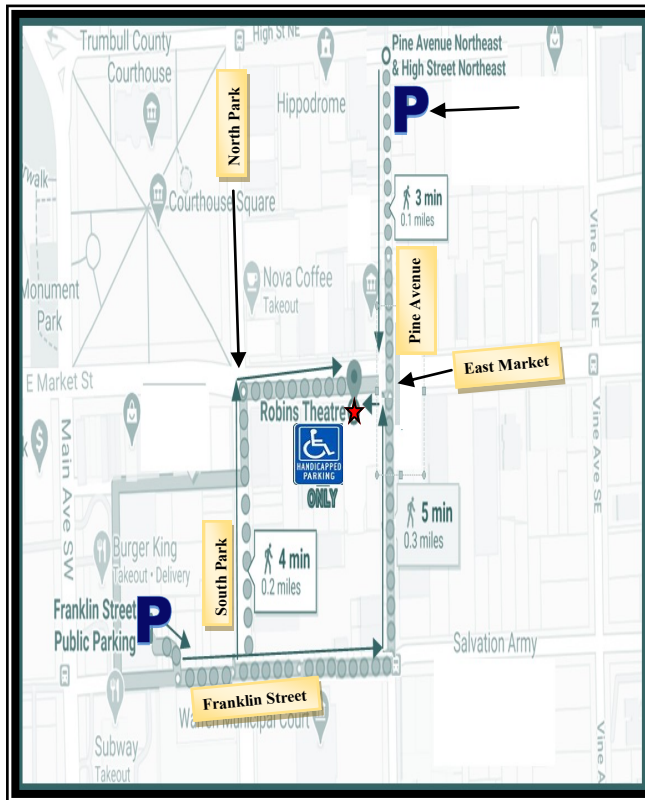 High St NE
Trumbull County
Courthouse
Pine Avenue Northeast
& High Street Northeast
Hippodrome
P
North Park
walk
3 min
0.1 miles
Courthouse Square
Vine Ave NE
Monument
Park
Nova Coffee
Takeout
Pine Avenue
East Market
E Market St
Robins Theatre
HANDICAPPED
PARKING
ONLY
Main Ave SW
Vine Ave SE
5 min
0.3 miles
South Park
4 min
0.2 miles
Burger King
Takeout • Delivery
Franklin Street
Public Parking
P
Salvation Army
Franklin Street
Warren Municipal Court
Subway
Takeout
Vine A